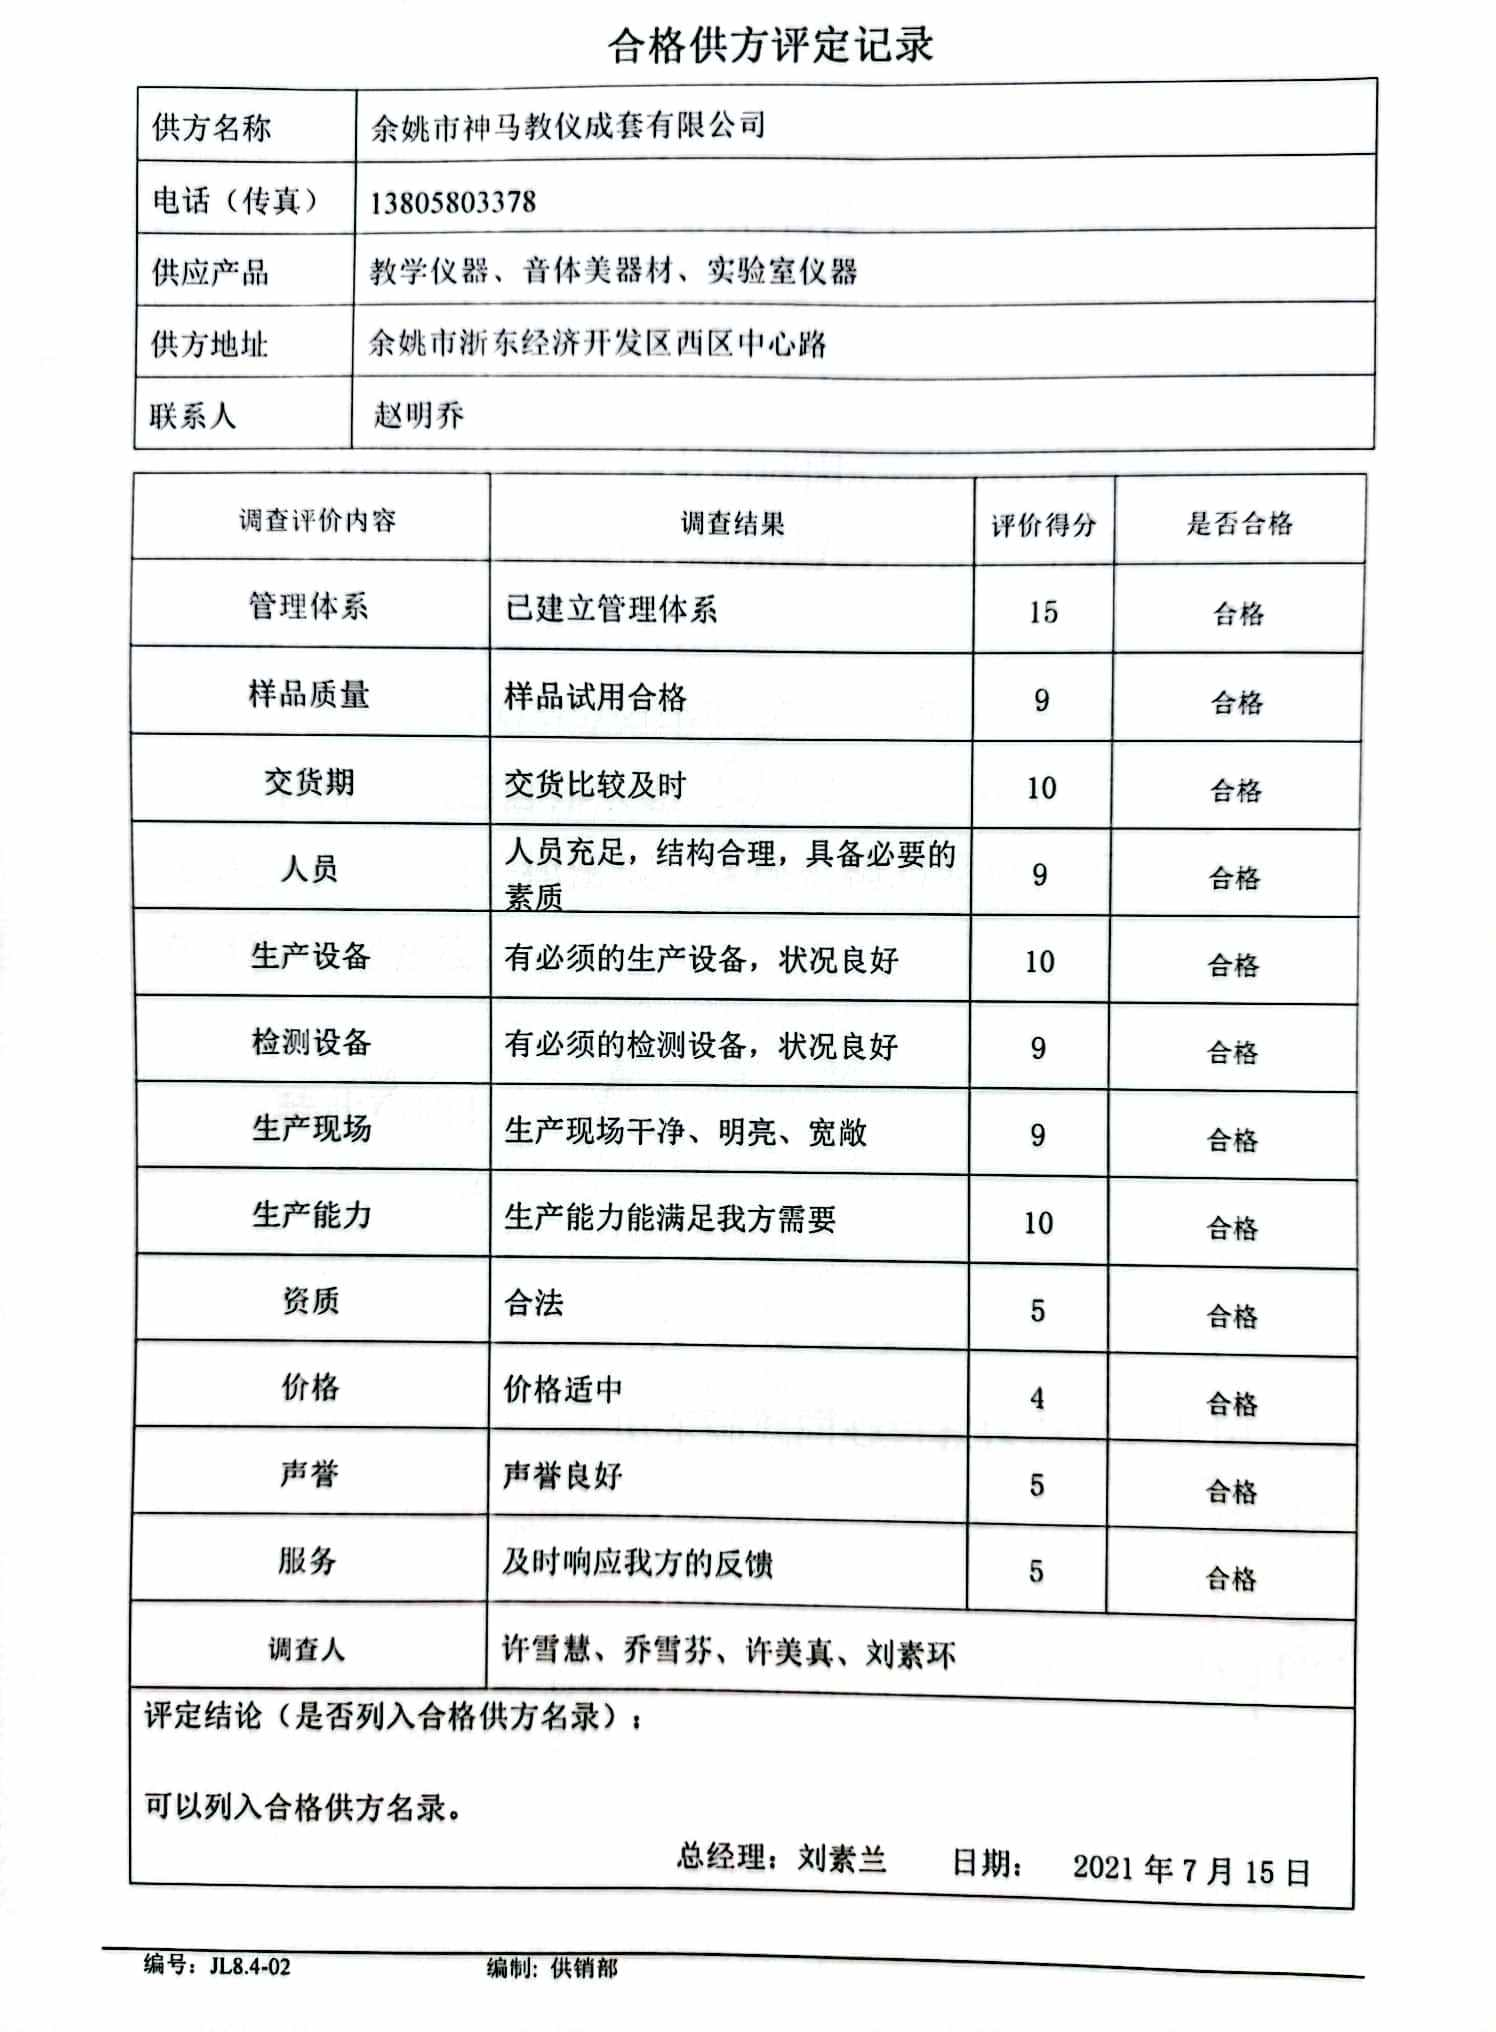 合格供方评定记录
供方名称 余姚市神马教仪成套有限公司
电话（传真） 13805803378
供应产品 教学仪器、音体美器材、实验室仪器
供方地址 余姚市浙东经济开发区西区中心路
联系人 赵明乔
调查评价内容 调查结果 评价得分 是否合格
管理体系 已建立管理体系 15 合格
样品质量 样品试用合格 9 合格
交货期 交货比较及时 10 合格
人员 人员充足，结构合理，具备必要的 9 合格
素质
生产设备 有必须的生产设备，状况良好 10 合格
检测设备 有必须的检测设备，状况良好 9 合格
生产现场 生产现场干净、明亮、宽敞 9 合格
生产能力 生产能力能满足我方需要 10 合格
资质 合法 5 合格
价格 价格适中 4 合格
声誉 声誉良好 5 合格
服务 及时响应我方的反馈 5 合格
调查人 许雪慧、乔雪芬、许美真、刘素环
评定结论（是否列入合格供方名录）：
可以列入合格供方名录。
总经理：刘素兰 日期： 2021 年 7 月 15 日
编号：JL8.4-02 编制: 供销部